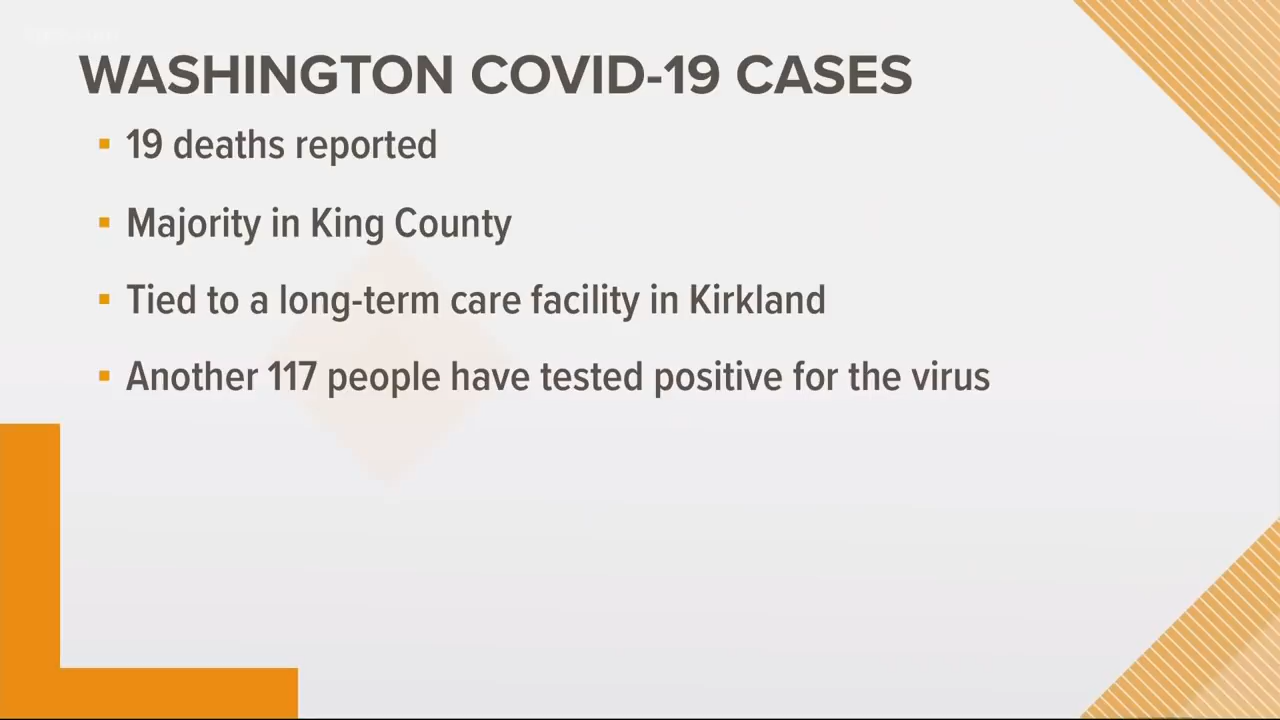 WASHINGTON COVID-19 CASES
19 deaths reported
Majority in King County
Tied to a long-term care facility in Kirkland
Another 117 people have tested positive for the virus